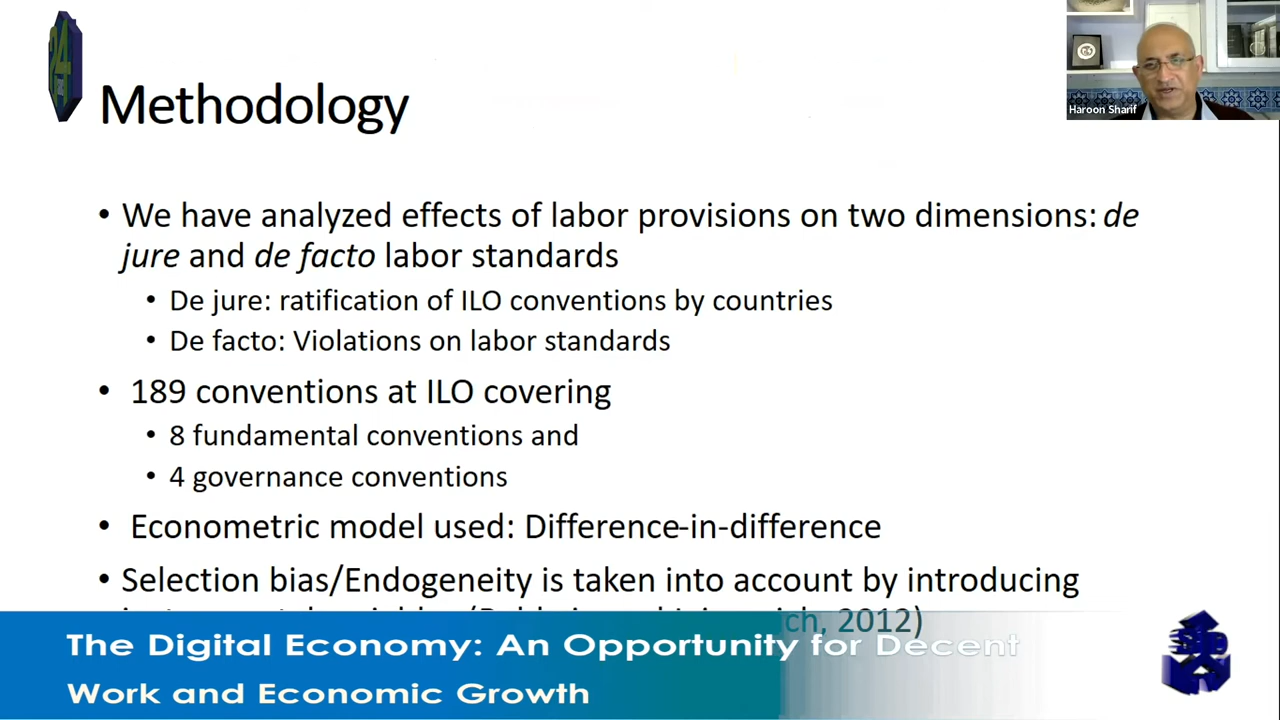 24
Methodology
Haroon Sharif
• We have analyzed effects of labor provisions on two dimensions: de
jure and de facto labor standards
• De jure: ratification of ILO conventions by countries
• De facto: Violations on labor standards
• 189 conventions at ILO covering
• 8 fundamental conventions and
• 4 governance conventions
• Econometric model used: Difference-in-difference
• Selection bias/Endogeneity is taken into account by introducing
2012)
The Digital Economy: An Opportunity for Decent
Work and Economic Growth